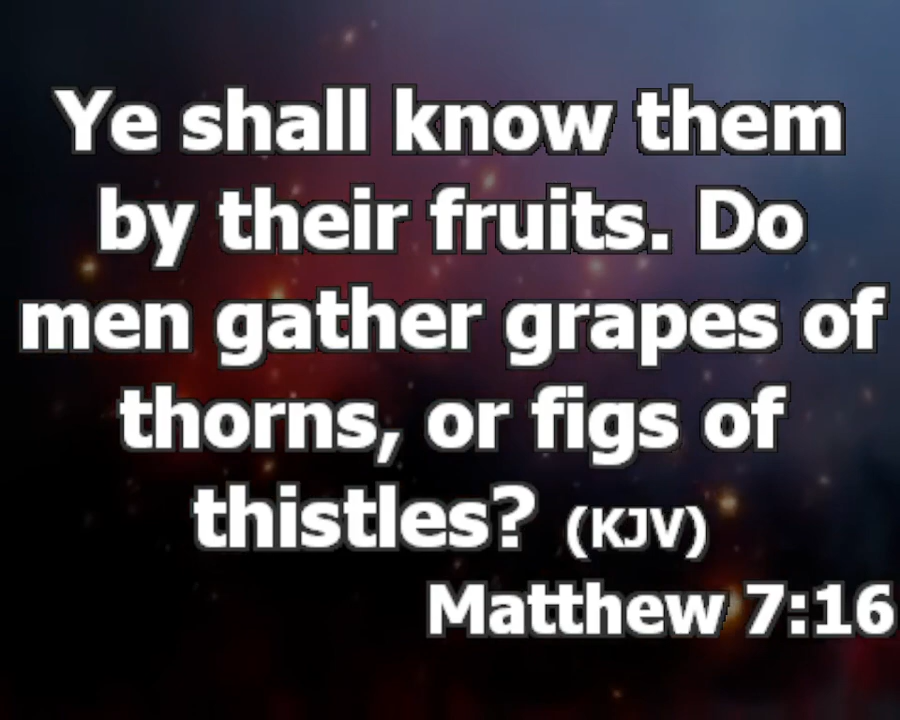 Ye shall know them
by their fruits. Do
men gather grapes of
thorns, or figs of
thistles? (KJV)
Matthew 7:16